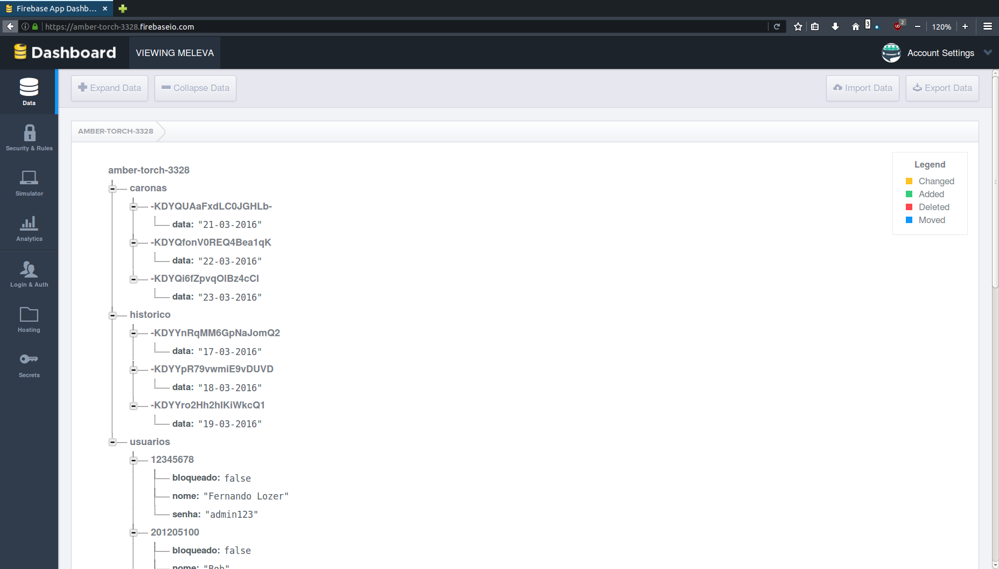 Firebase App Dashb...
https://amber-torch-3328.firebaseio.com
3
2
120%
Dashboard
VIEWING MELEVA
Account Settings
Data
Security & Rules
Simulator
Analytics
Login & Auth
Hosting
Secrets
Expand Data
Collapse Data
Import Data
Export Data
AMBER-TORCH-3328
Legend
Changed
Added
Deleted
Moved
amber-torch-3328
caronas
-KDYQUAaFxdLC0JGHLb-
data: "21-03-2016"
-KDYQfonV0REQ4Bea1qK
data: "22-03-2016"
-KDYQi6fZpvqOlBz4cCI
data: "23-03-2016"
historico
-KDYYnRqMM6GpNaJomQ2
data: "17-03-2016"
-KDYYpR79vwmiE9vDUVD
data: "18-03-2016"
-KDYYro2Hh2hIKiWkcQ1
data: "19-03-2016"
usuarios
12345678
bloqueado: false
nome: "Fernando Lozer"
senha: "admin123"
201205100
bloqueado: false
nome: "Bob"